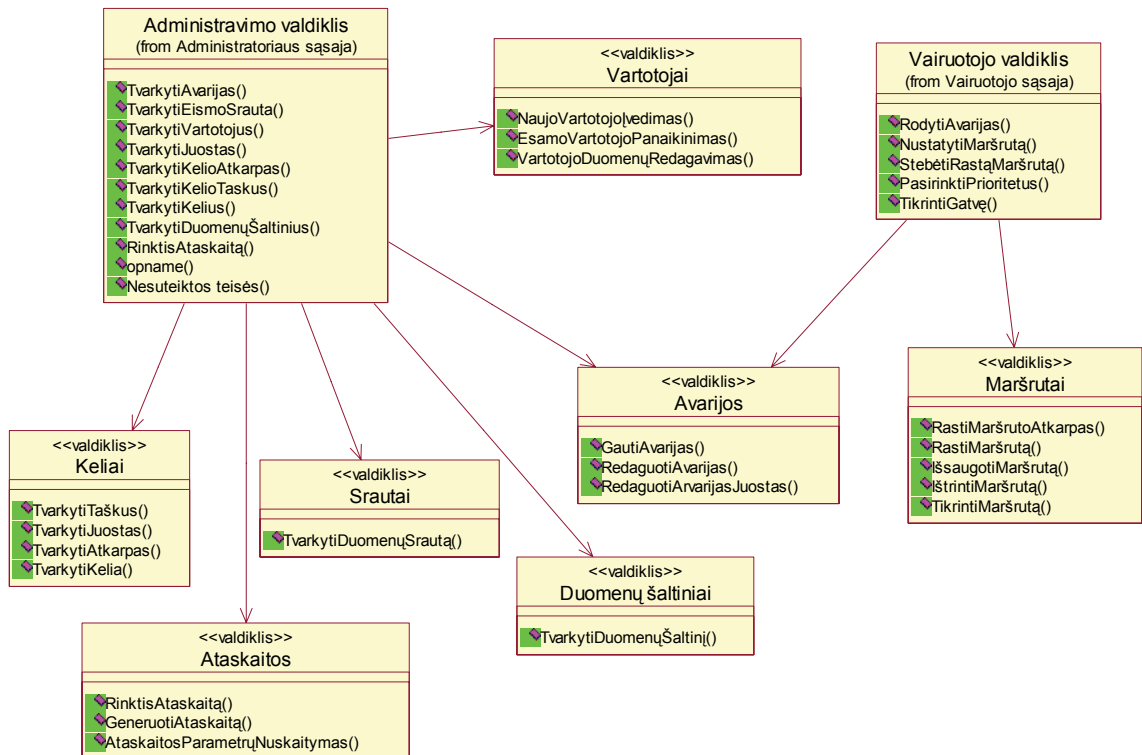 Administravimo valdiklis
(from Administratoriaus sąsaja)
TvarkytiAvarijas()
TvarkytiEismoSrauta()
TvarkytiVartotojus()
TvarkytiJuostas()
TvarkytiKelioAtkarpas()
TvarkytiKelioTaskus()
TvarkytiKelius()
TvarkytiDuomenųŠaltinius()
RinktisAtaskaitą()
opname()
Nesuteiktos teisės()
<<valdiklis>>
Vartotojai
NaujoVartotojoĮvedimas()
EsamoVartotojoPanaikinimas()
VartotojoDuomenųRedagavimas()
Vairuotojo valdiklis
(from Vairuotojo sąsaja)
RodytiAvarijas()
NustatytiMaršrutą()
StebėtiRastąMaršrutą()
PasirinktiPrioritetus()
TikrintiGatvę()
<<valdiklis>>
Keliai
TvarkytiTaškus()
TvarkytiJuostas()
TvarkytiAtkarpas()
TvarkytiKelia()
<<valdiklis>>
Srautai
TvarkytiDuomenųSrautą()
<<valdiklis>>
Avarijos
GautiAvarijas()
RedaguotiAvarijas()
RedaguotiArvarijasJuostas()
<<valdiklis>>
Maršrutai
RastiMaršrutoAtkarpas()
RastiMaršrutą()
IšsaugotiMaršrutą()
IštrintiMaršrutą()
TikrintiMaršrutą()
<<valdiklis>>
Duomenų šaltiniai
TvarkytiDuomenųŠaltinį()
<<valdiklis>>
Ataskaitos
RinktisAtaskaitą()
GeneruotiAtaskaitą()
AtaskaitosParametrųNuskaitymas()